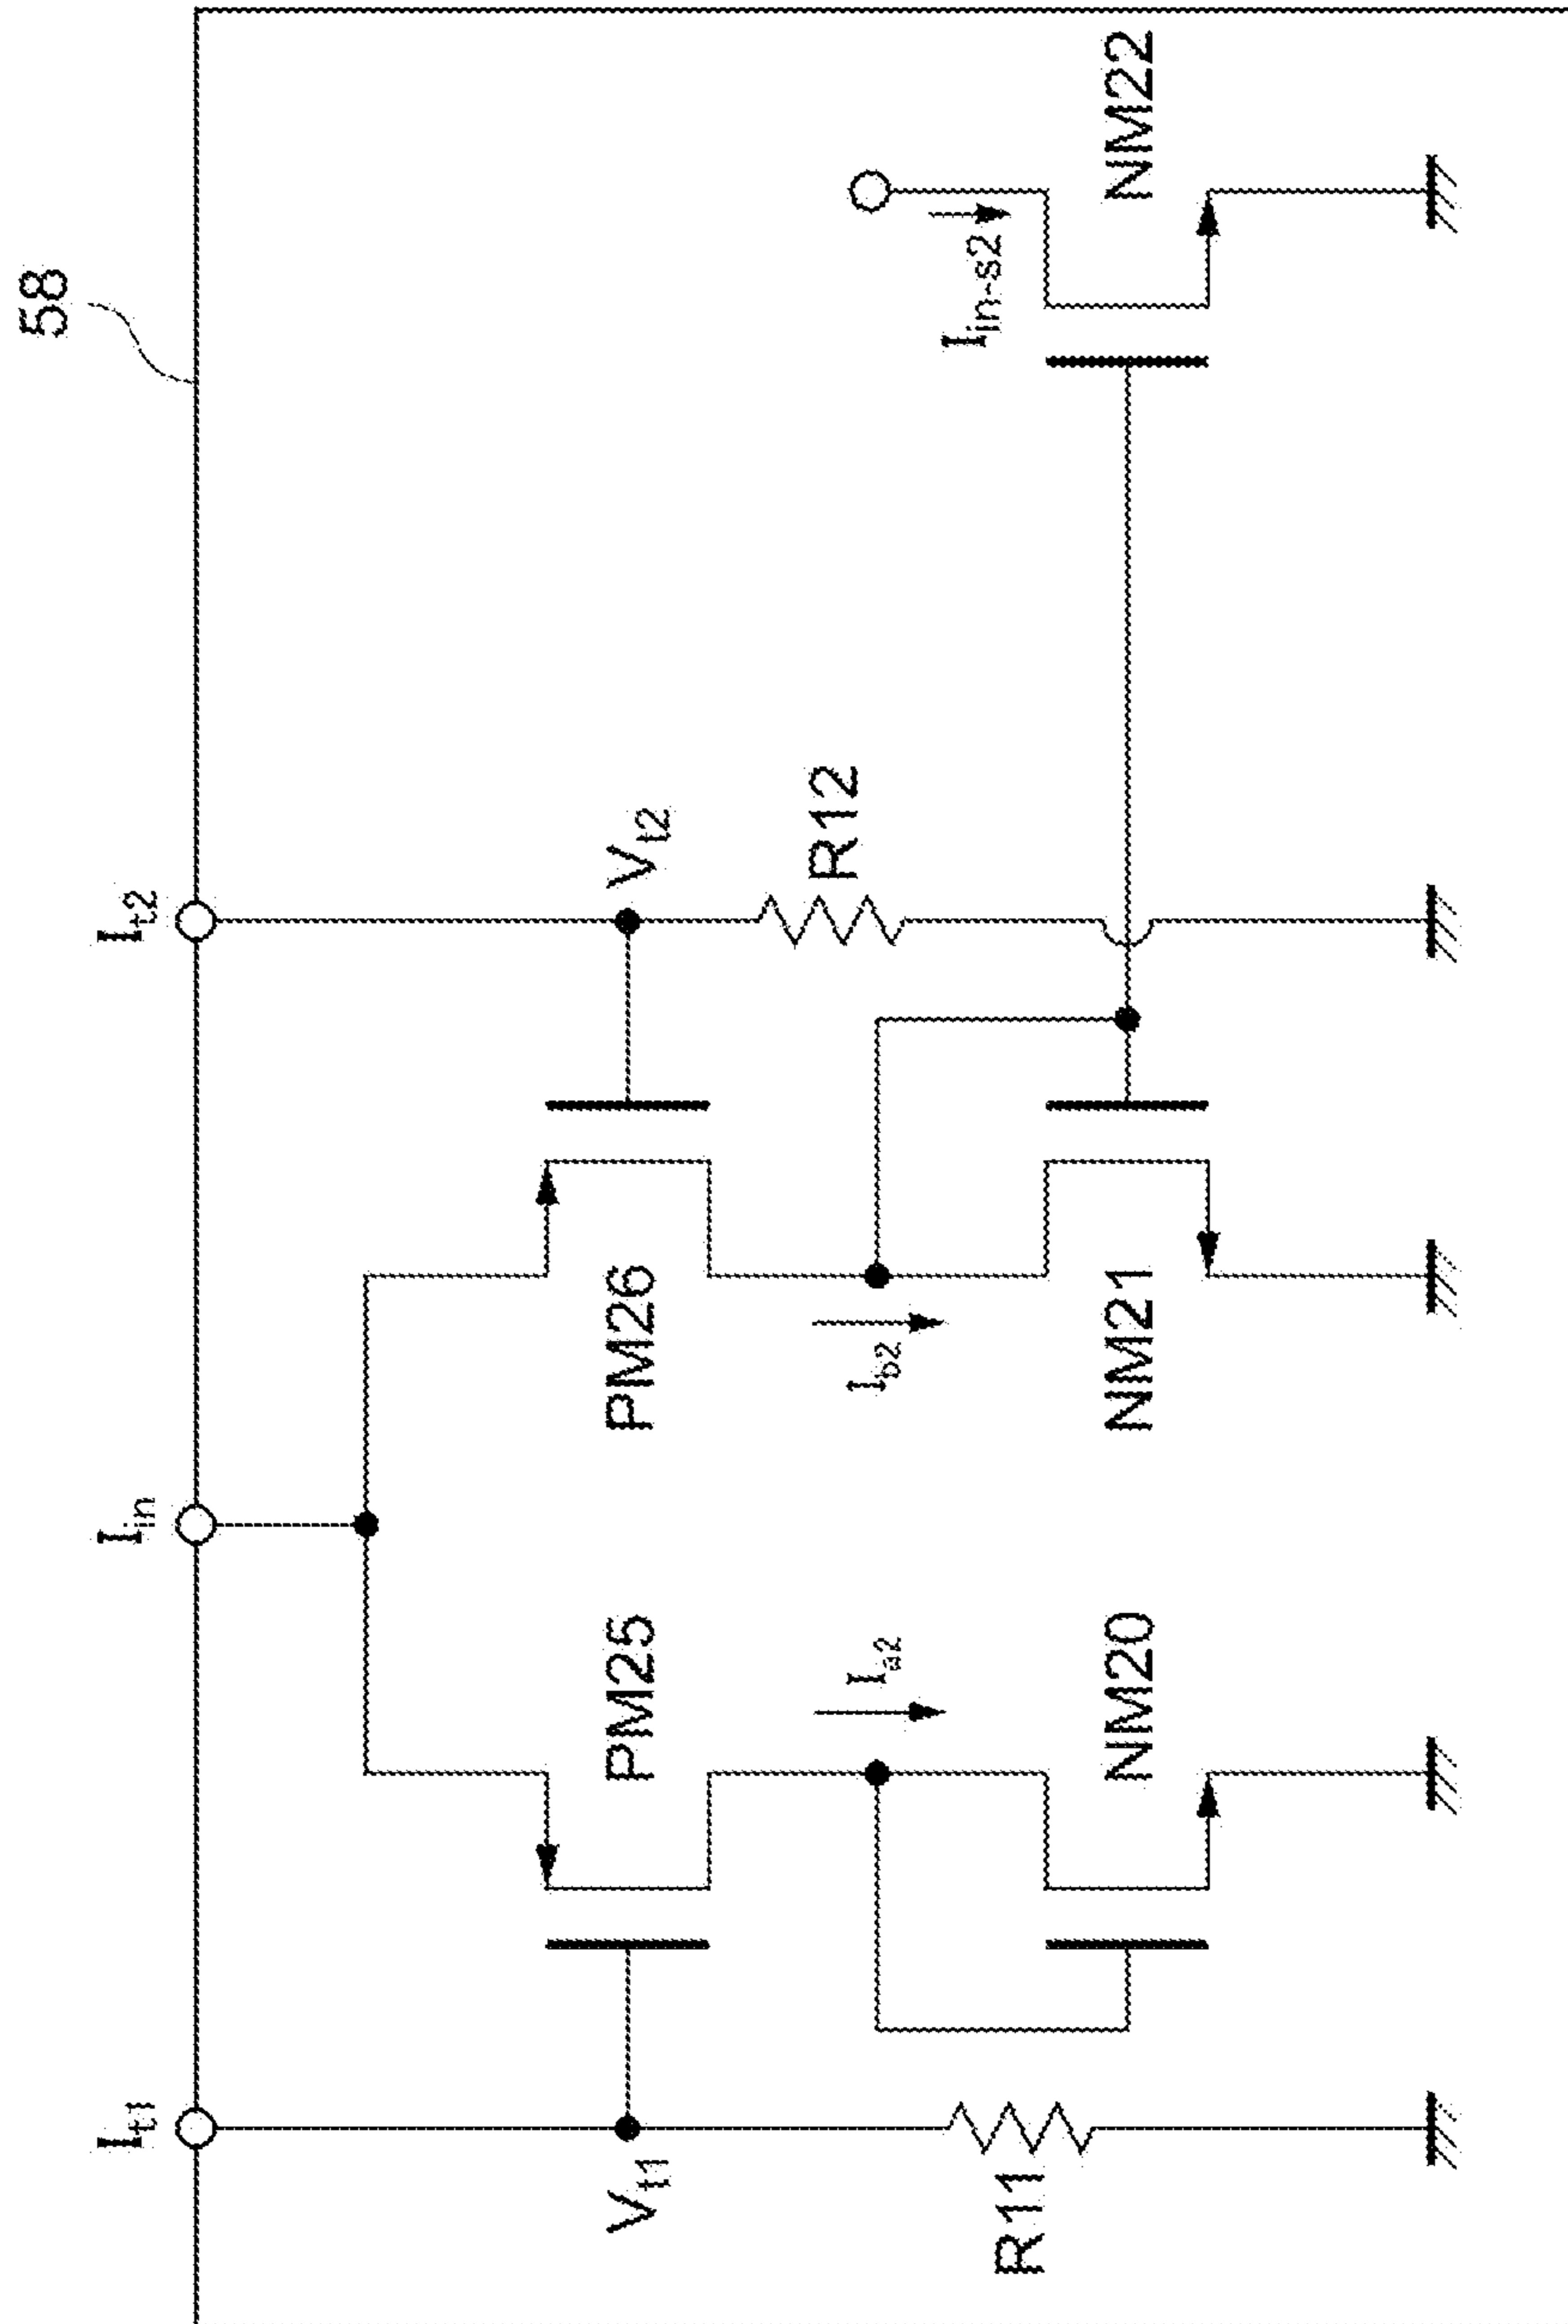 58
I_t1
I_in
I_t2
V_t1
PM25
PM26
V_t2
I_a2
I_b2
R12
I_in-s2
R11
NM20
NM21
NM22